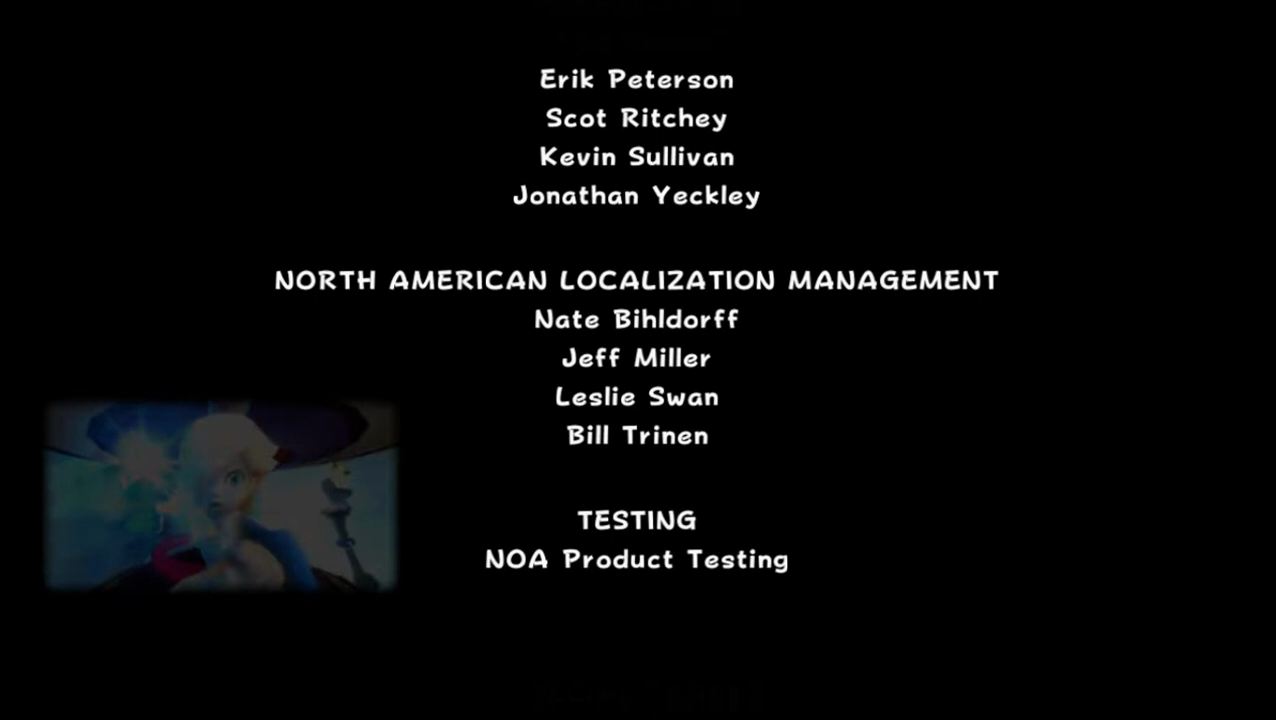 Erik Peterson
Scot Ritchey
Kevin Sullivan
Jonathan Yeckley
NORTH AMERICAN LOCALIZATION MANAGEMENT
Nate Bihldorff
Jeff Miller
Leslie Swan
Bill Trinen
TESTING
NOA Product Testing